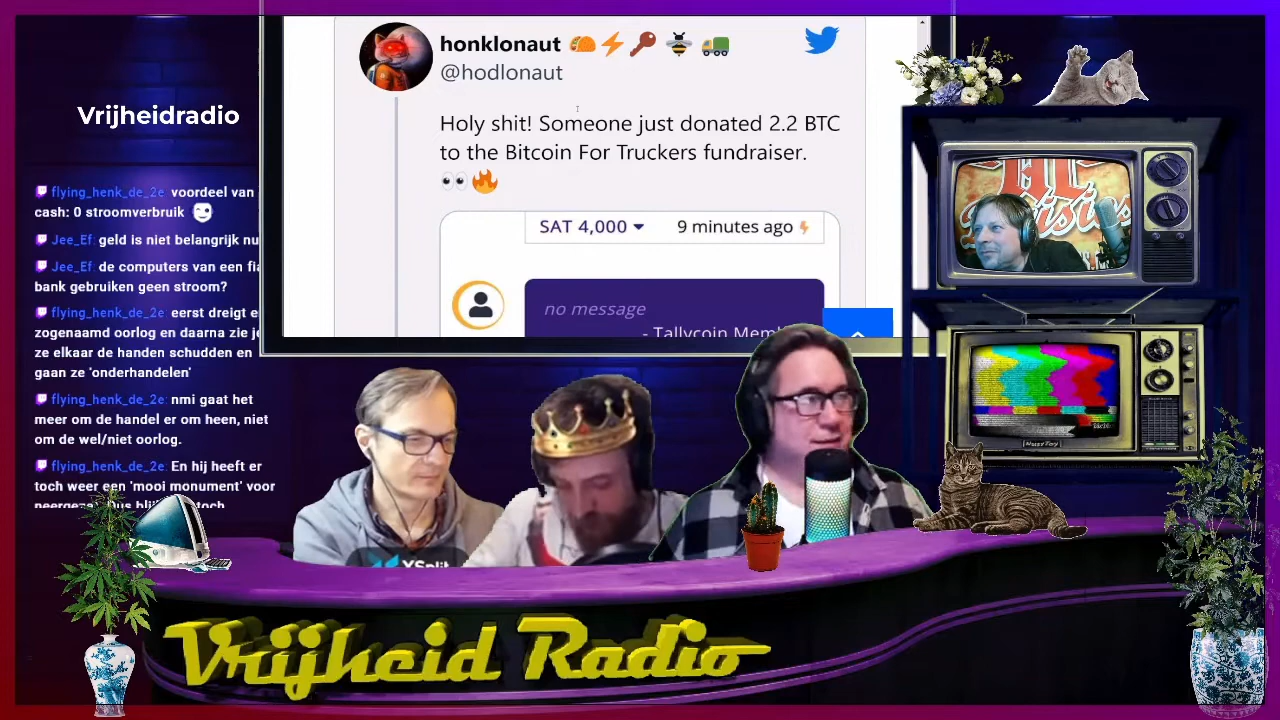 honklonaut
@hodlonaut
Holy shit! Someone just donated 2.2 BTC
to the Bitcoin For Truckers fundraiser.
SAT 4,000
9 minutes ago
no message
- Tallycoin
Vrijheidradio
flying_henk_de_2e: voordeel van
cash: 0 stroomverbruik
Jee_Ef: geld is niet belangrijk nu
Jee_Ef: de computers van een
bank gebruiken geen stroom?
flying_henk_de_2e: eerst dreigt
zogenaamd oorlog en daarna zie
ze elkaar de handen schudden en
gaan ze 'onderhandelen'
flying_henk_de_2e: nmi gaat het
meer om de handel er om heen, niet
om de wel/niet oorlog.
flying_henk_de_2e: En hij heeft er
toch weer een 'mooi monument' voor
XSplit
Vrijheid Radio